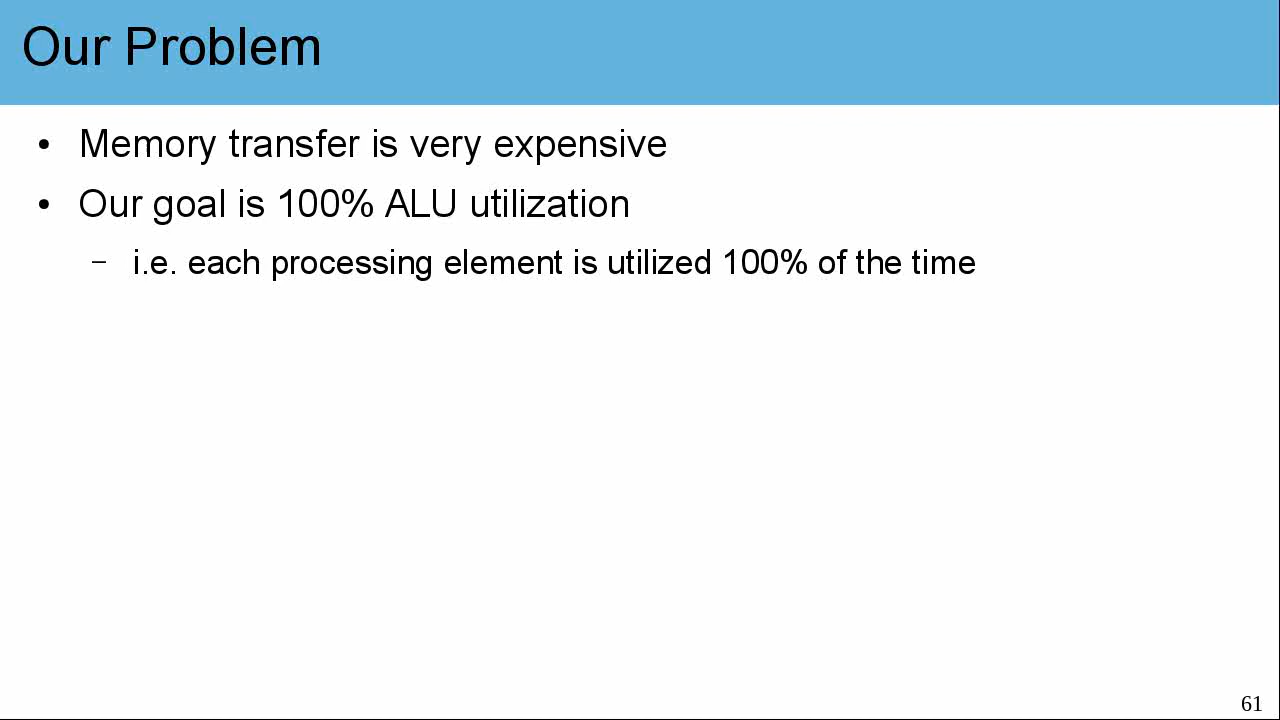 Our Problem
• Memory transfer is very expensive
• Our goal is 100% ALU utilization
– i.e. each processing element is utilized 100% of the time
61